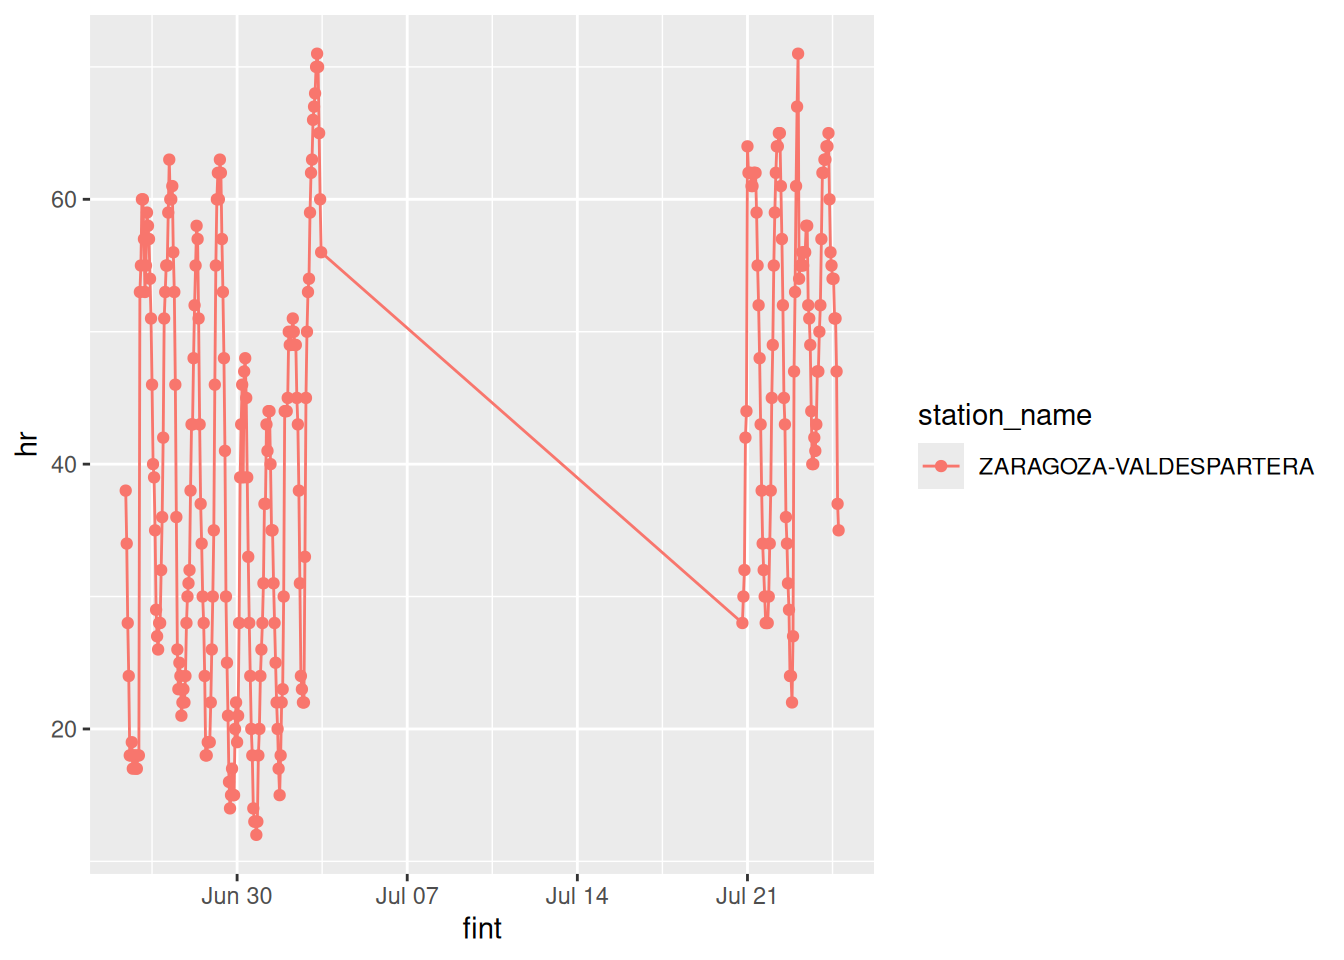 60
40
20
hr
Jun 30
Jul 07
Jul 14
Jul 21
fint
station_name
ZARAGOZA-VALDESPARTERA